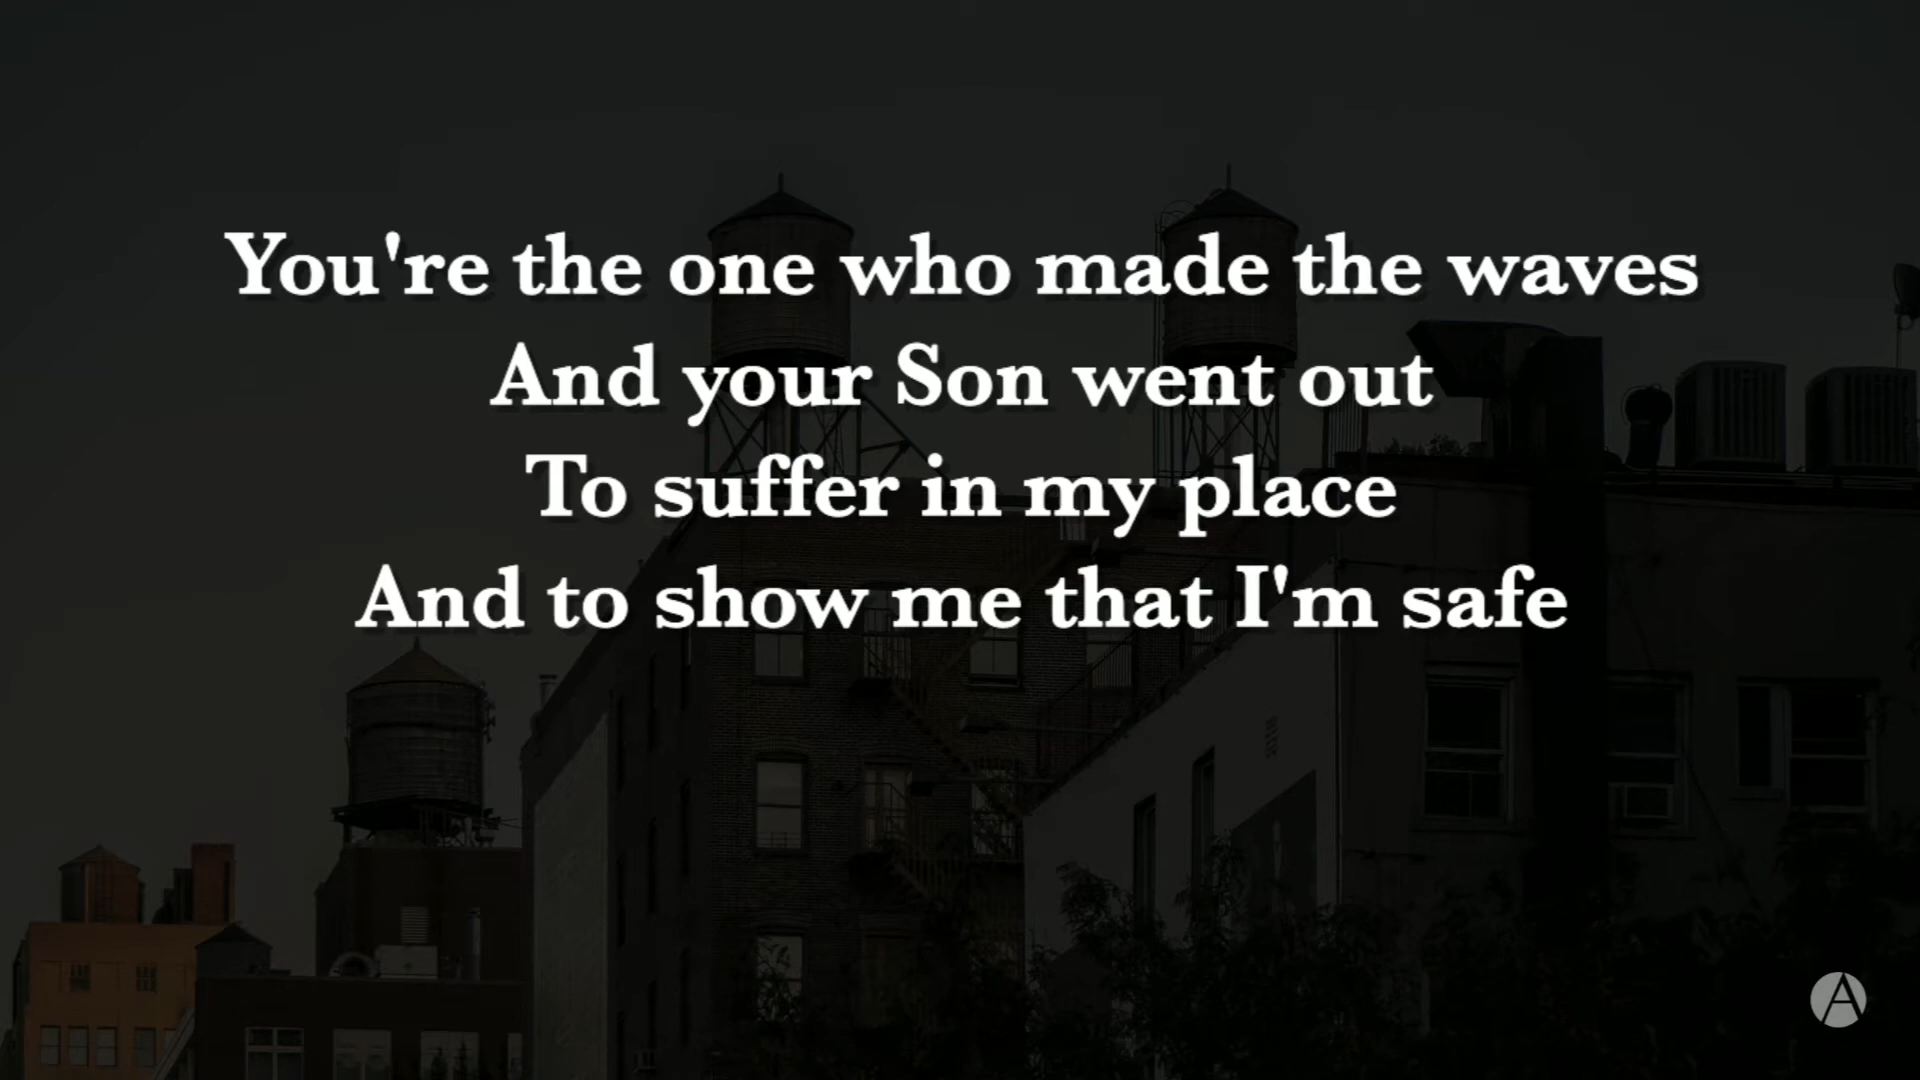 You're the one who made the waves
And your Son went out
To suffer in my place
And to show me that I'm safe
A